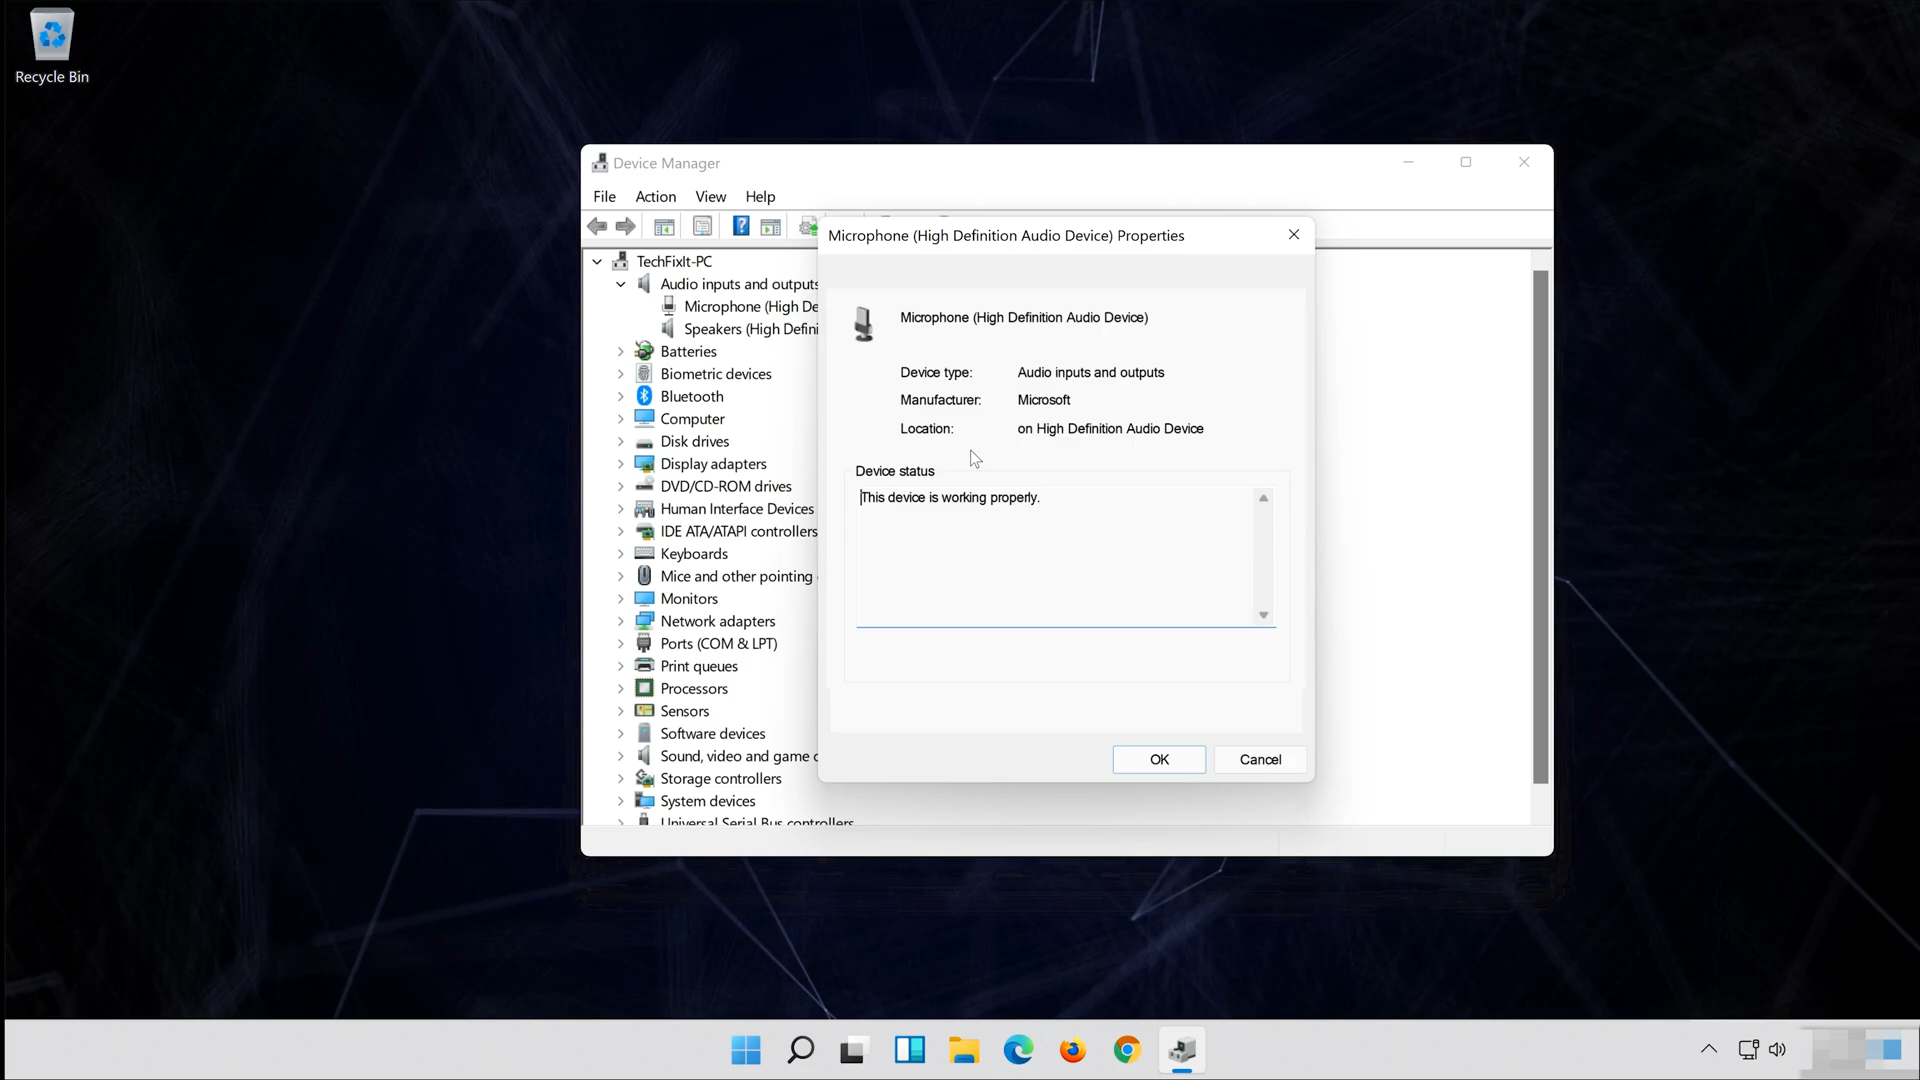 Recycle Bin
Device Manager
File Action View Help
Microphone (High Definition Audio Device) Properties
TechFixIt-PC
Audio inputs and outputs
Microphone (High De
Speakers (High Defini
Batteries
Biometric devices
Bluetooth
Computer
Disk drives
Display adapters
DVD/CD-ROM drives
Human Interface Devices
IDE ATA/ATAPI controllers
Keyboards
Mice and other pointing
Monitors
Network adapters
Ports (COM & LPT)
Print queues
Processors
Sensors
Software devices
Sound, video and game c
Storage controllers
System devices
Universal Serial Bus controllers
Microphone (High Definition Audio Device)
Device type: Audio inputs and outputs
Manufacturer: Microsoft
Location: on High Definition Audio Device
Device status
This device is working properly.
OK Cancel